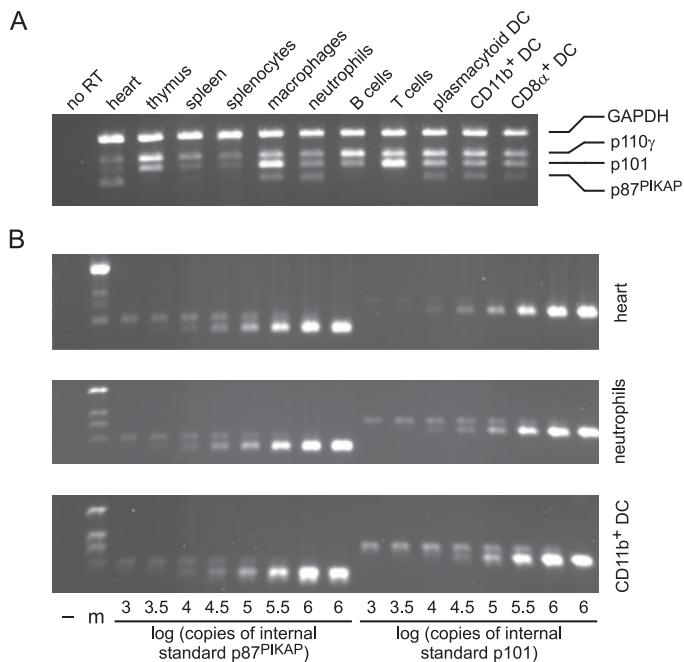 A
no RT
heart
thymus
spleen
splenocytes
macrophages
neutrophils
B cells
T cells
plasmacytoid DC
CD11b⁺ DC
CD8α⁺ DC
GAPDH
p110γ
p101
p87ᴾᴵᴷᴬᴾ
B
heart
neutrophils
CD11b⁺ DC
– m 3 3.5 4 4.5 5 5.5 6 6 3 3.5 4 4.5 5 5.5 6 6
log (copies of internal
standard p87ᴾᴵᴷᴬᴾ)
log (copies of internal
standard p101)